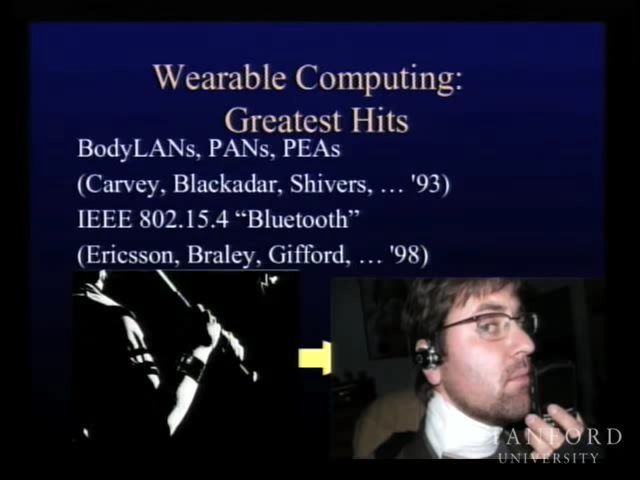 Wearable Computing:
Greatest Hits
BodyLANs, PANs, PEAs
(Carvey, Blackadar, Shivers, … '93)
IEEE 802.15.4 “Bluetooth”
(Ericsson, Braley, Gifford, … '98)
STANFORD
UNIVERSITY